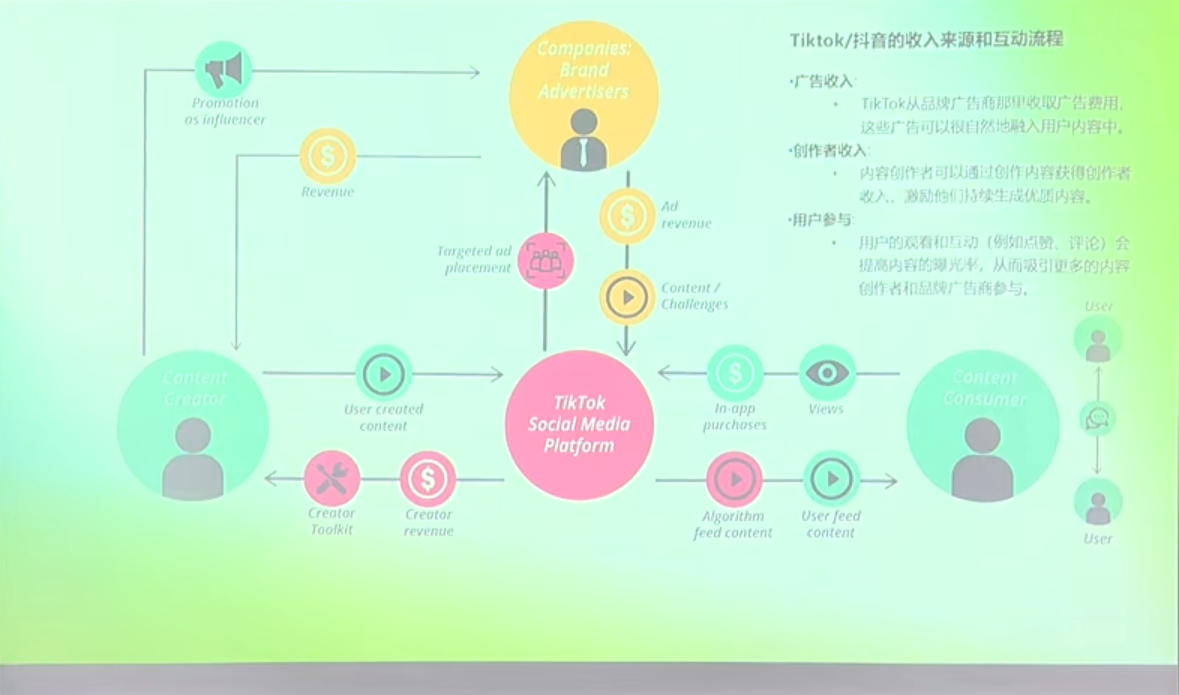 Tiktok/抖音的收入来源和互动流程
•广告收入:
• TikTok从品牌广告商那里收取广告费用，
这些广告可以很自然地融入用户内容中。
•创作者收入:
• 内容创作者可以通过创作内容获得创作者
收入，激励他们持续生成优质内容。
•用户参与:
• 用户的观看和互动（例如点赞、评论）会
提高内容的曝光率，从而吸引更多的内容
创作者和品牌广告商参与。
Companies:
Brand
Advertisers
Promotion
as influencer
Revenue
Targeted ad
placement
Ad
revenue
Content /
Challenges
Content
Creator
User created
content
TikTok
Social Media
Platform
In-app
purchases
Views
Content
Consumer
User
Creator
Toolkit
Creator
revenue
Algorithm
feed content
User feed
content
User